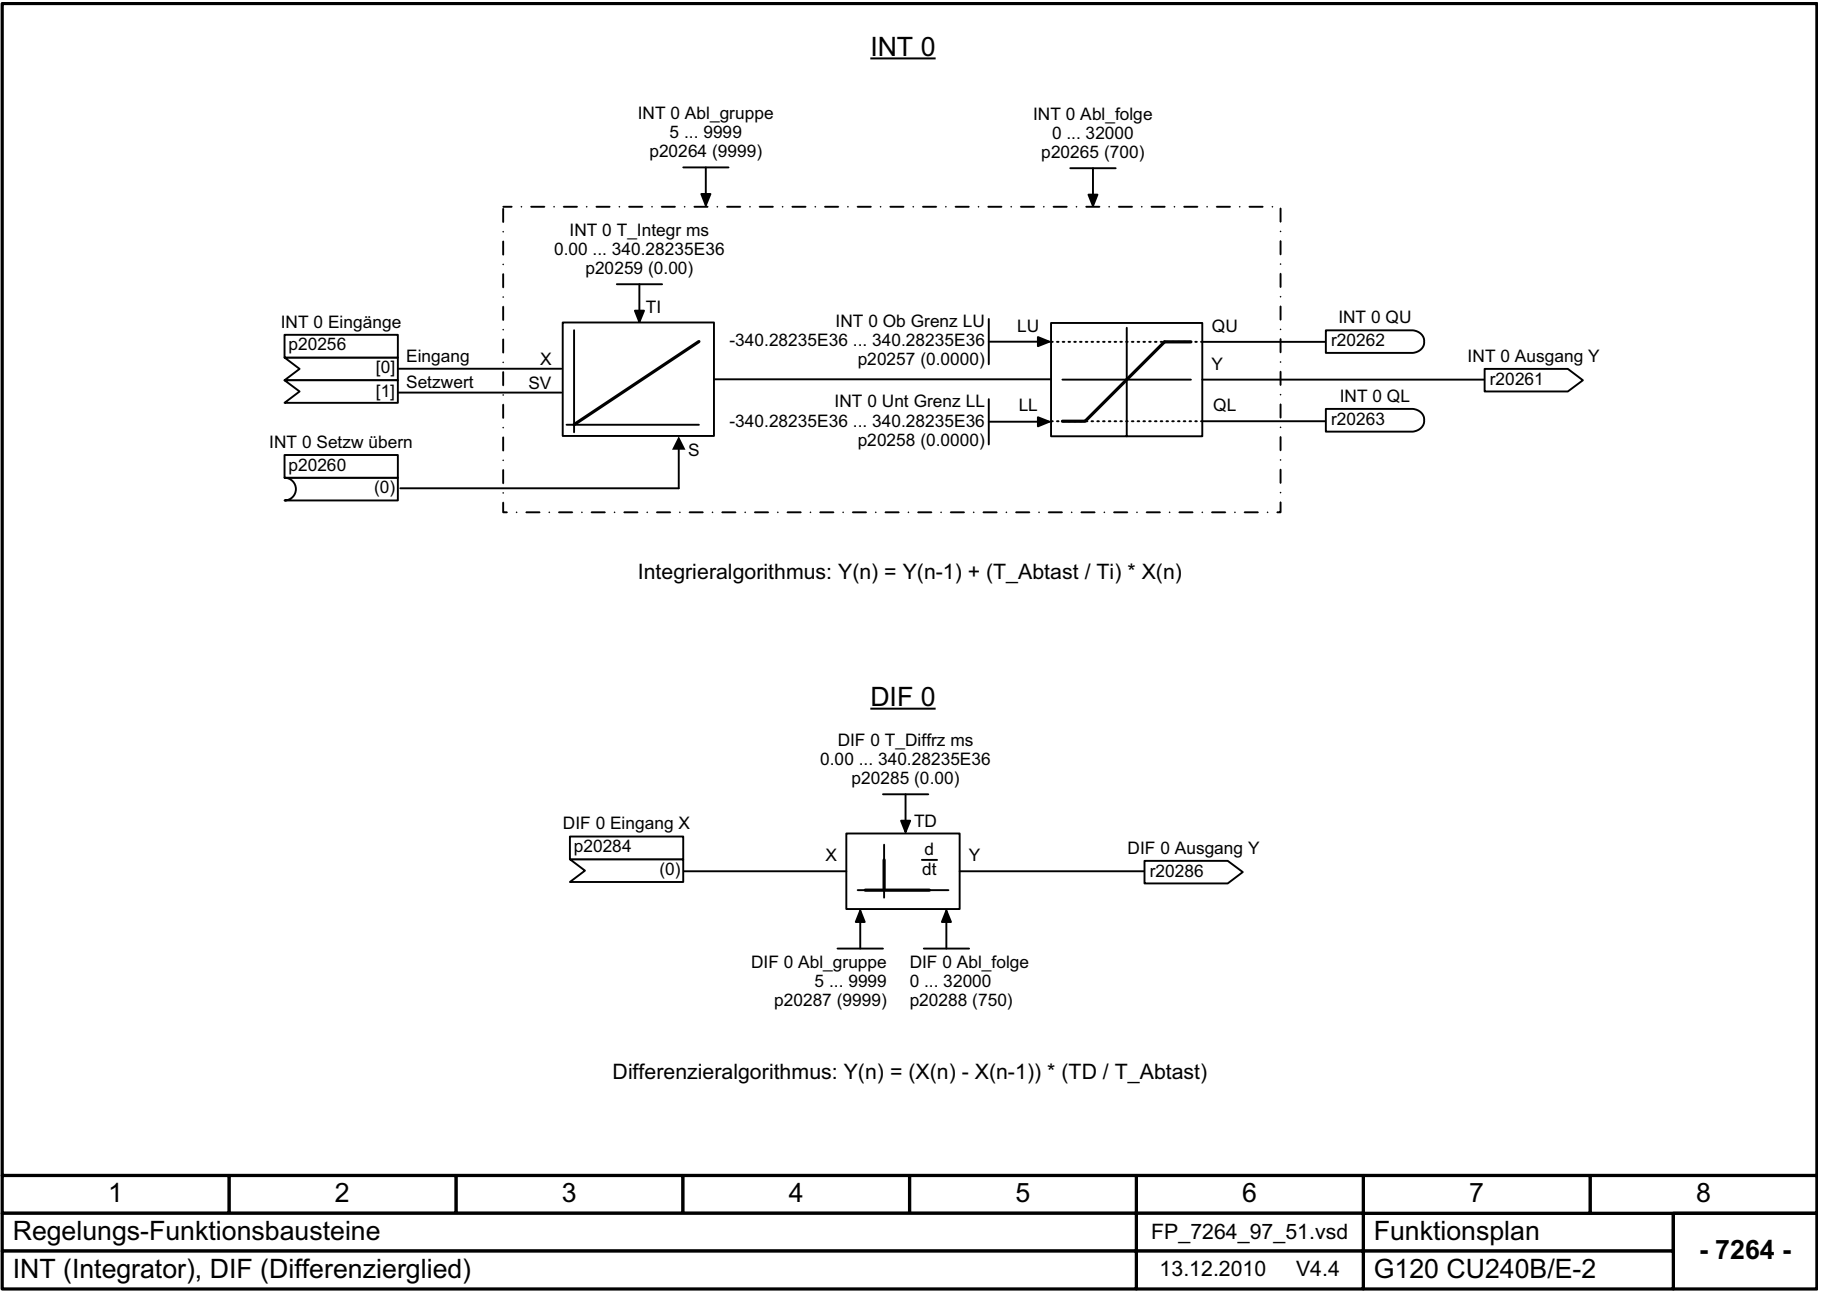 INT 0
INT 0 Abl_gruppe
5 ... 9999
p20264 (9999)
INT 0 Abl_folge
0 ... 32000
p20265 (700)
INT 0 T_Integr ms
0.00 ... 340.28235E36
p20259 (0.00)
TI
INT 0 Eingänge
p20256
[0]
Eingang
X
[1]
Setzwert
SV
INT 0 Setzw übern
p20260
(0)
S
INT 0 Ob Grenz LU
-340.28235E36 ... 340.28235E36
p20257 (0.0000)
LU
INT 0 Unt Grenz LL
-340.28235E36 ... 340.28235E36
p20258 (0.0000)
LL
QU
Y
QL
INT 0 QU
r20262
INT 0 Ausgang Y
r20261
INT 0 QL
r20263
Integrieralgorithmus: Y(n) = Y(n-1) + (T_Abtast / Ti) * X(n)
DIF 0
DIF 0 T_Diffrz ms
0.00 ... 340.28235E36
p20285 (0.00)
TD
DIF 0 Eingang X
p20284
(0)
X
d
dt
Y
DIF 0 Ausgang Y
r20286
DIF 0 Abl_gruppe
5 ... 9999
p20287 (9999)
DIF 0 Abl_folge
0 ... 32000
p20288 (750)
Differenzieralgorithmus: Y(n) = (X(n) - X(n-1)) * (TD / T_Abtast)
1 2 3 4 5 6 7 8
Regelungs-Funktionsbausteine FP_7264_97_51.vsd Funktionsplan
- 7264 -
INT (Integrator), DIF (Differenzierglied) 13.12.2010 V4.4 G120 CU240B/E-2